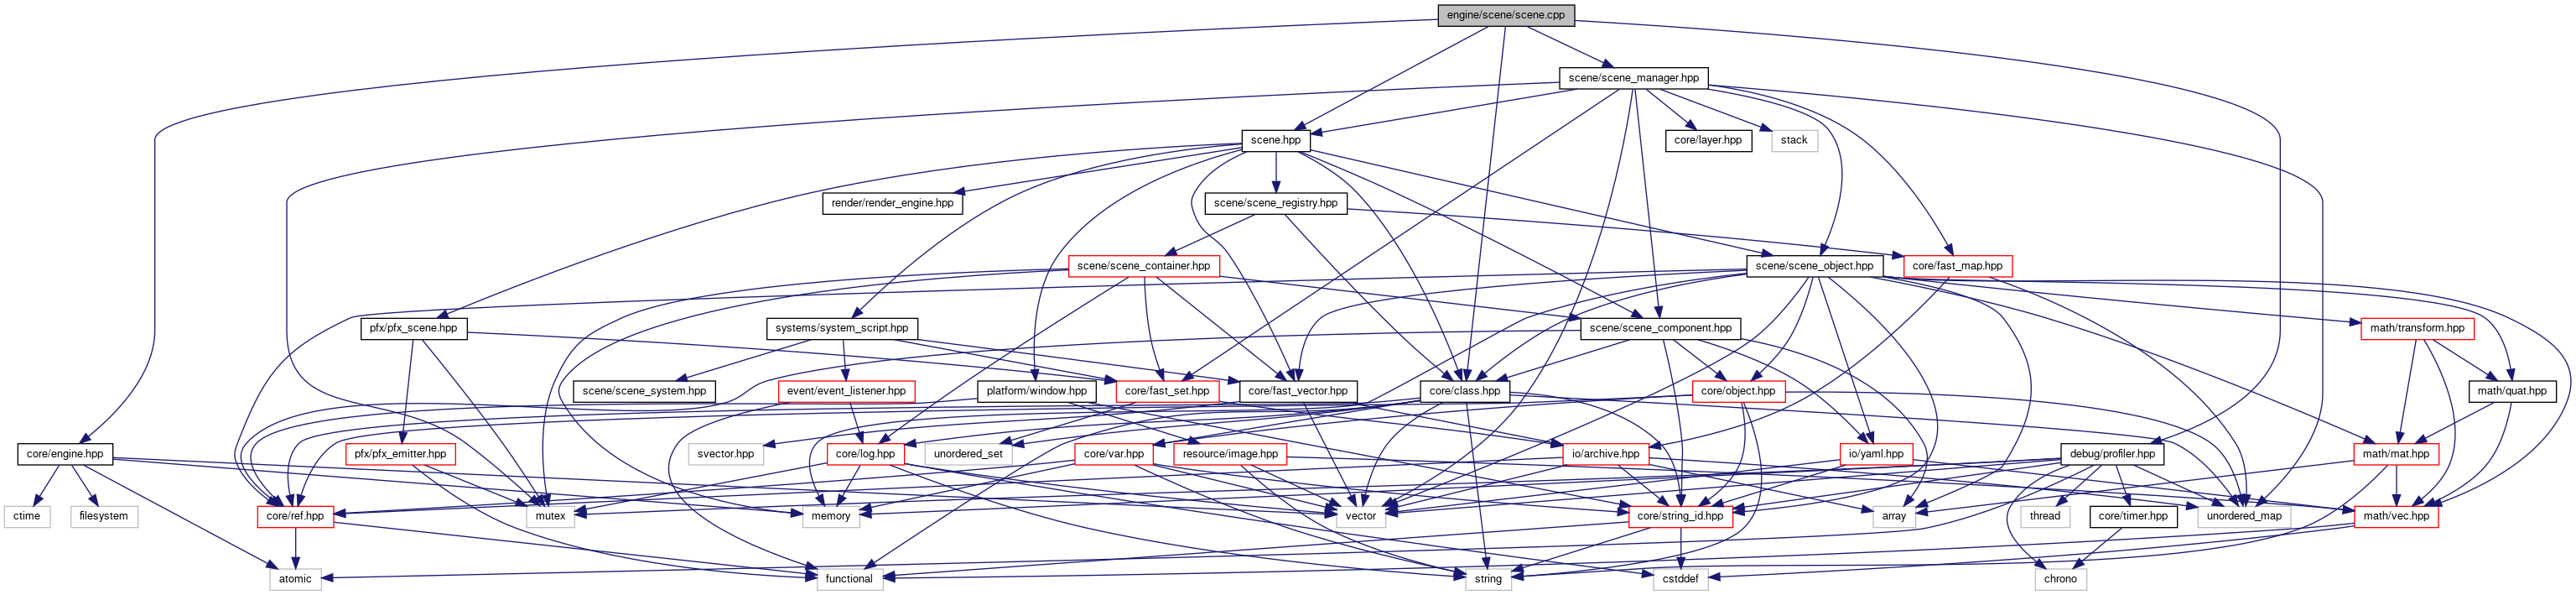 engine/scene/scene.cpp
scene/scene_manager.hpp
scene.hpp
core/layer.hpp
stack
render/render_engine.hpp
scene/scene_registry.hpp
scene/scene_container.hpp
scene/scene_object.hpp
core/fast_map.hpp
pfx/pfx_scene.hpp
systems/system_script.hpp
scene/scene_component.hpp
math/transform.hpp
scene/scene_system.hpp
event/event_listener.hpp
platform/window.hpp
core/fast_set.hpp
core/fast_vector.hpp
core/class.hpp
core/object.hpp
math/quat.hpp
core/engine.hpp
pfx/pfx_emitter.hpp
svector.hpp
core/log.hpp
unordered_set
core/var.hpp
resource/image.hpp
io/archive.hpp
io/yaml.hpp
debug/profiler.hpp
math/mat.hpp
ctime
filesystem
core/ref.hpp
mutex
memory
vector
core/string_id.hpp
array
thread
core/timer.hpp
unordered_map
math/vec.hpp
atomic
functional
string
cstddef
chrono